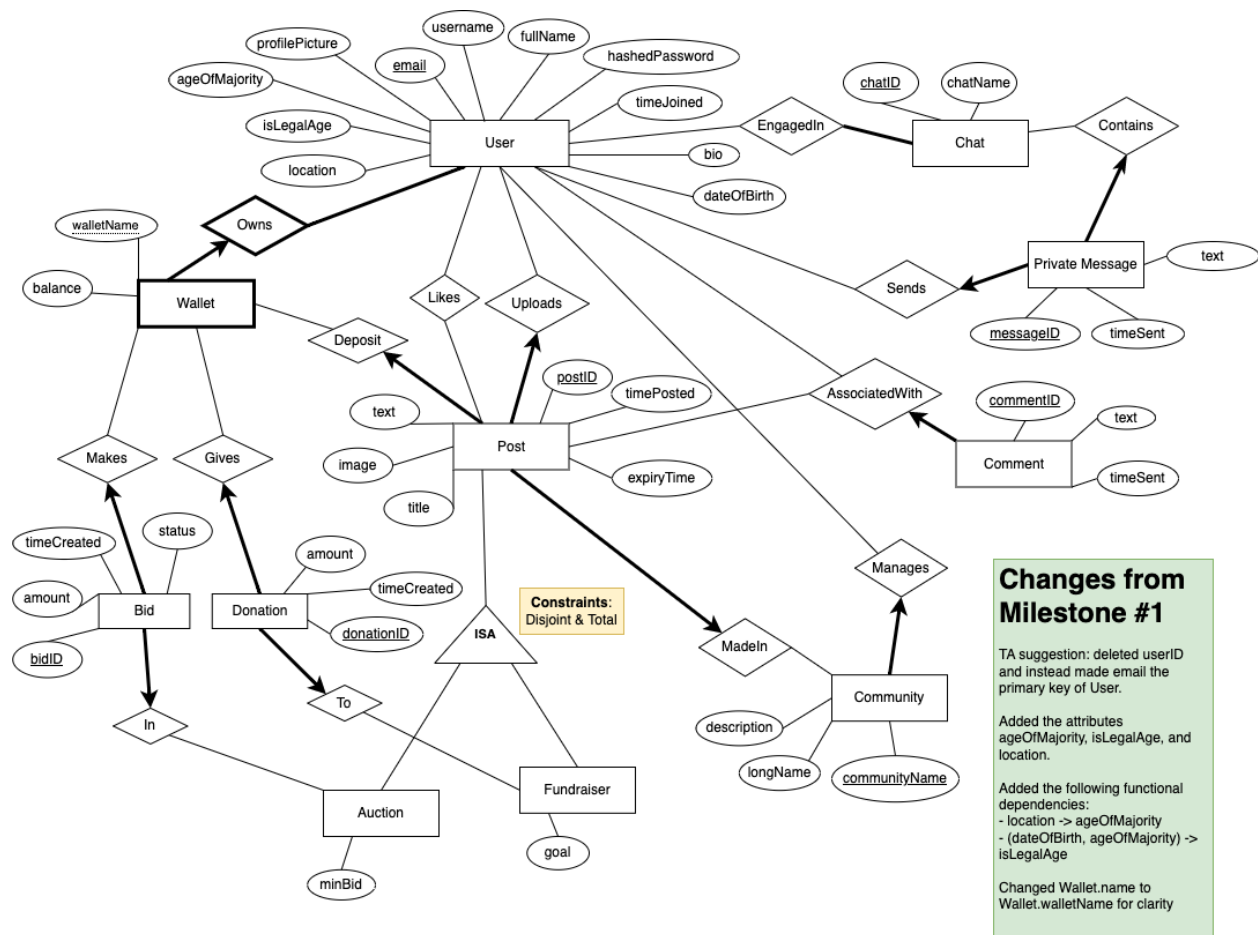 username
fullName
profilePicture
email
hashedPassword
ageOfMajority
timeJoined
chatID
chatName
isLegalAge
User
EngagedIn
Chat
Contains
location
bio
dateOfBirth
walletName
Owns
balance
Wallet
Likes
Uploads
Sends
Private Message
text
messageID
timeSent
Deposit
postID
timePosted
AssociatedWith
commentID
text
text
Post
Comment
Makes
Gives
image
expiryTime
timeSent
title
status
timeCreated
amount
Manages
amount
Bid
Donation
timeCreated
Constraints:
Disjoint & Total
bidID
donationID
ISA
MadeIn
In
To
Community
description
longName
communityName
Auction
Fundraiser
goal
minBid
Changes from
Milestone #1
TA suggestion: deleted userID
and instead made email the
primary key of User.
Added the attributes
ageOfMajority, isLegalAge, and
location.
Added the following functional
dependencies:
- location -> ageOfMajority
- (dateOfBirth, ageOfMajority) ->
isLegalAge
Changed Wallet.name to
Wallet.walletName for clarity